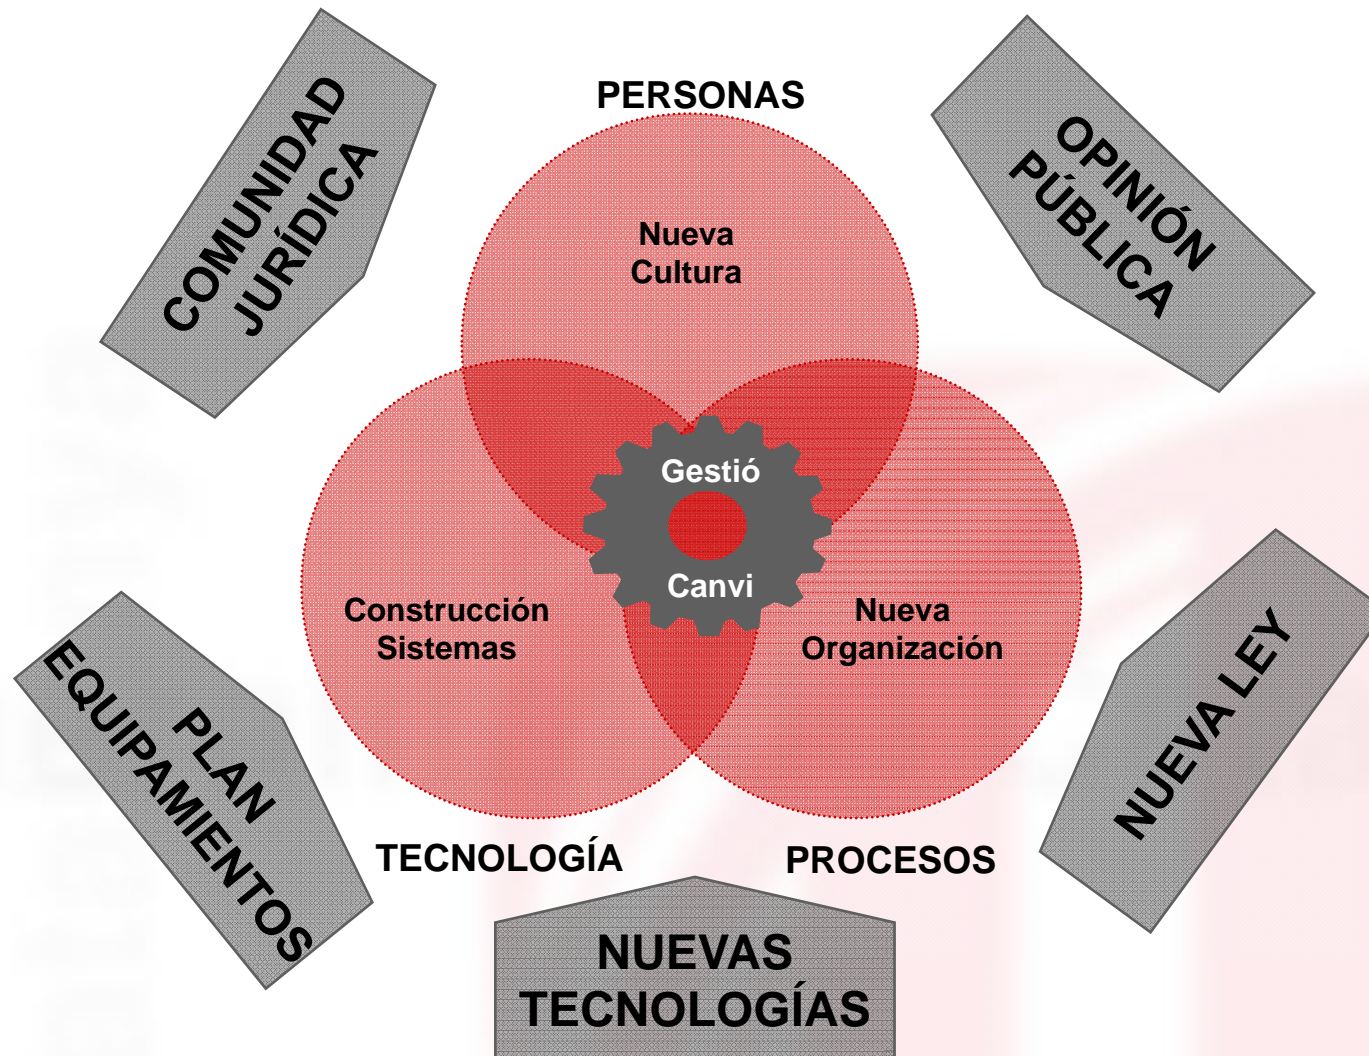 COMUNIDAD
JURÍDICA
PERSONAS
OPINIÓN
PÚBLICA
Nueva
Cultura
Gestió
Canvi
Construcción
Sistemas
Nueva
Organización
PLAN
EQUIPAMIENTOS
NUEVA LEY
TECNOLOGÍA
PROCESOS
NUEVAS
TECNOLOGÍAS